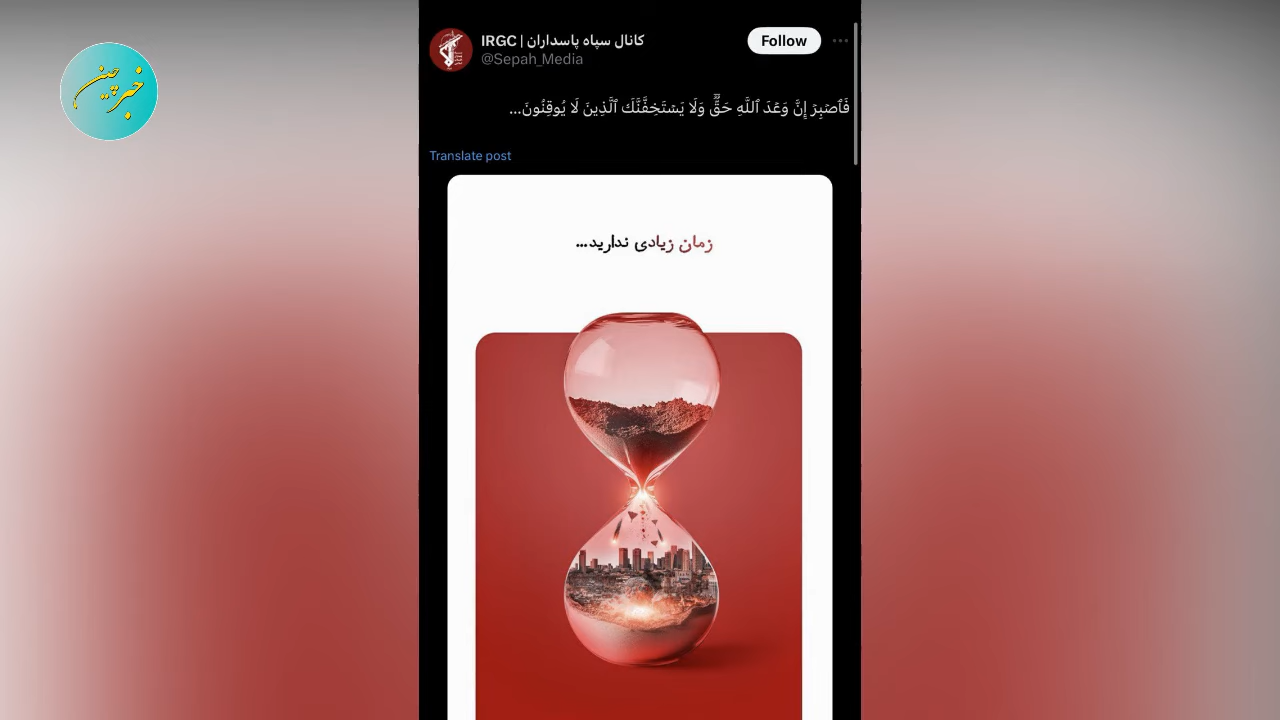 خبرچین
کانال سپاه پاسداران | IRGC
@Sepah_Media
Follow
فَٱصۡبِرۡ إِنَّ وَعۡدَ ٱللَّهِ حَقّٞۖ وَلَا يَسۡتَخِفَّنَّكَ ٱلَّذِينَ لَا يُوقِنُونَ...
Translate post
زمان زیادی ندارید...